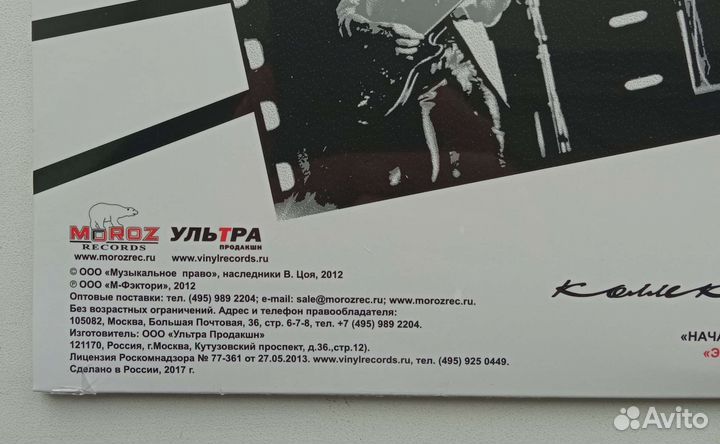 MOROZ
RECORDS
www.morozrec.ru
УЛЬТРА
ПРОДАКШН
www.vinylrecords.ru
© ООО «Музыкальное право», наследники В. Цоя, 2012
℗ ООО «М-Фэктори», 2012
Оптовые поставки: тел. (495) 989 2204; e-mail: sale@morozrec.ru; www.morozrec.ru.
Без возрастных ограничений. Адрес и телефон правообладателя:
105082, Москва, Большая Почтовая, 36, стр. 6-7-8, тел. +7 (495) 989 2204.
Изготовитель: ООО «Ультра Продакшн»
121170, Россия, г.Москва, Кутузовский проспект, д.36.,стр.12).
Лицензия Роскомнадзора № 77-361 от 27.05.2013. www.vinylrecords.ru, тел. (495) 925 0449.
Сделано в России, 2017 г.
коллек
«НАЧА
«Э
Avito